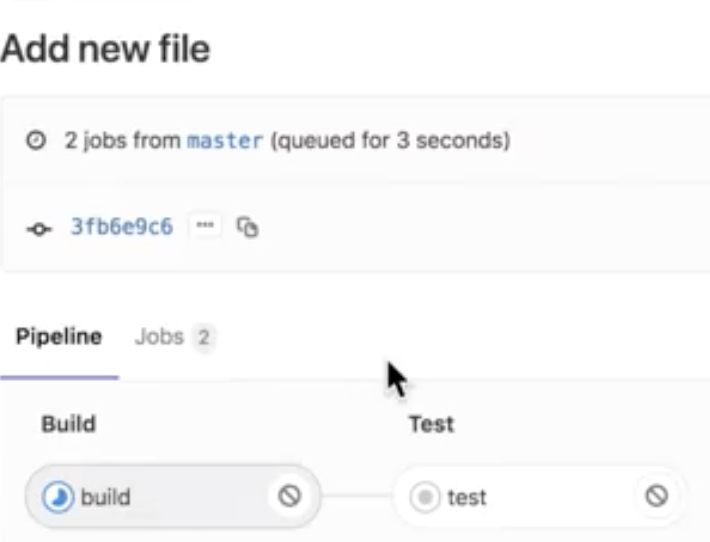 Add new file
2 jobs from master (queued for 3 seconds)
3fb6e9c6 ...
Pipeline Jobs 2
Build Test
build test